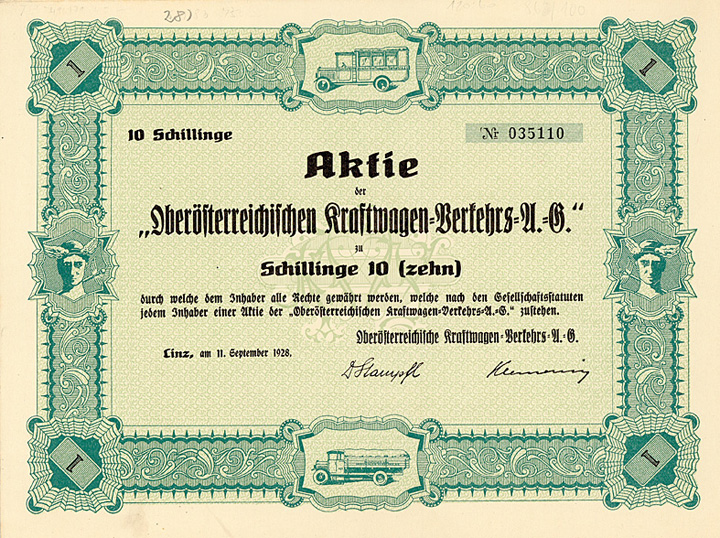 28)
1 1
10 Schillinge № 035110
Aktie
der
„Oberösterreichischen Kraftwagen=Verkehrs=A.=G."
zu
Schillinge 10 (zehn)
durch welche dem Inhaber alle Rechte gewährt werden, welche nach den Gesellschaftsstatuten
jedem Inhaber einer Aktie der „Oberösterreichischen Kraftwagen=Verkehrs=A.=G." zustehen.
Oberösterreichische Kraftwagen=Verkehrs=A.=G.
Linz, am 11. September 1928.
DStampfl
I I